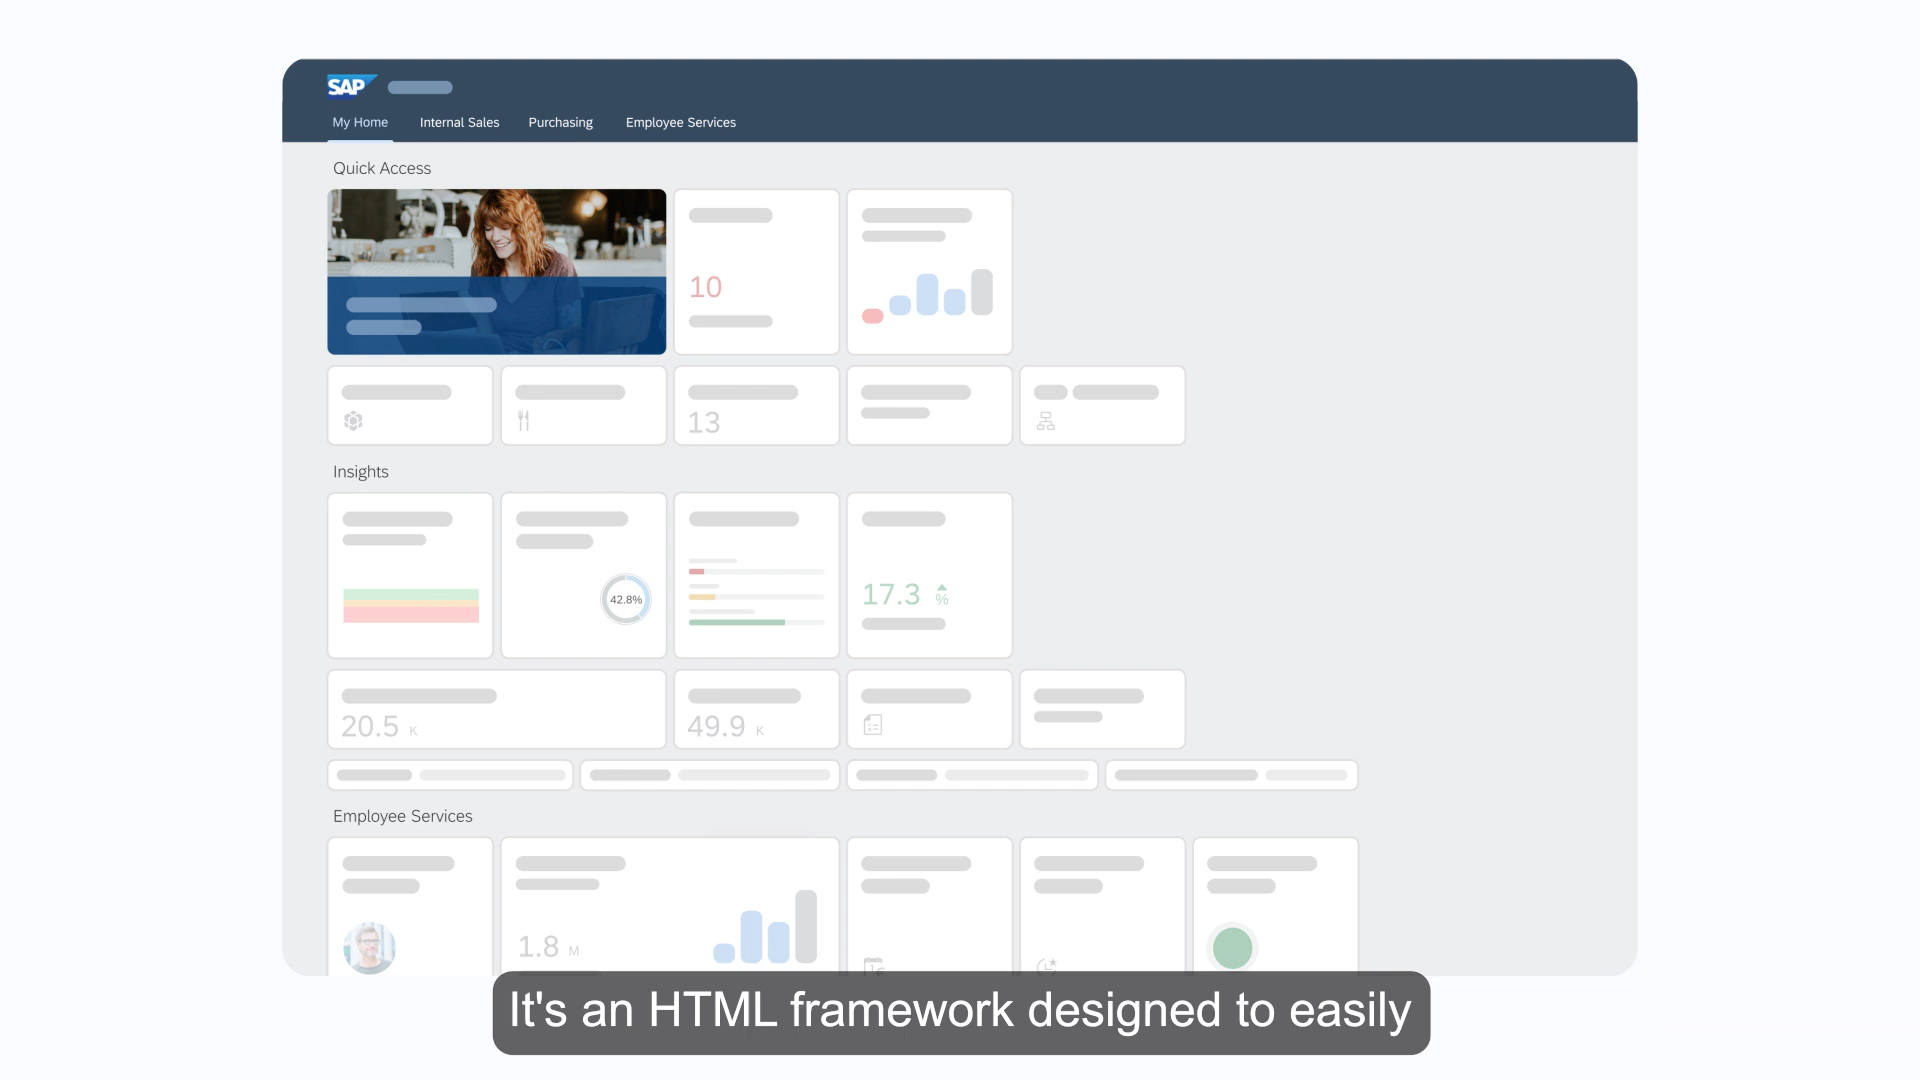 SAP
My Home Internal Sales Purchasing Employee Services
Quick Access
10
13
Insights
42.8%
17.3 %
20.5 K
49.9 K
Employee Services
1.8 M
It's an HTML framework designed to easily